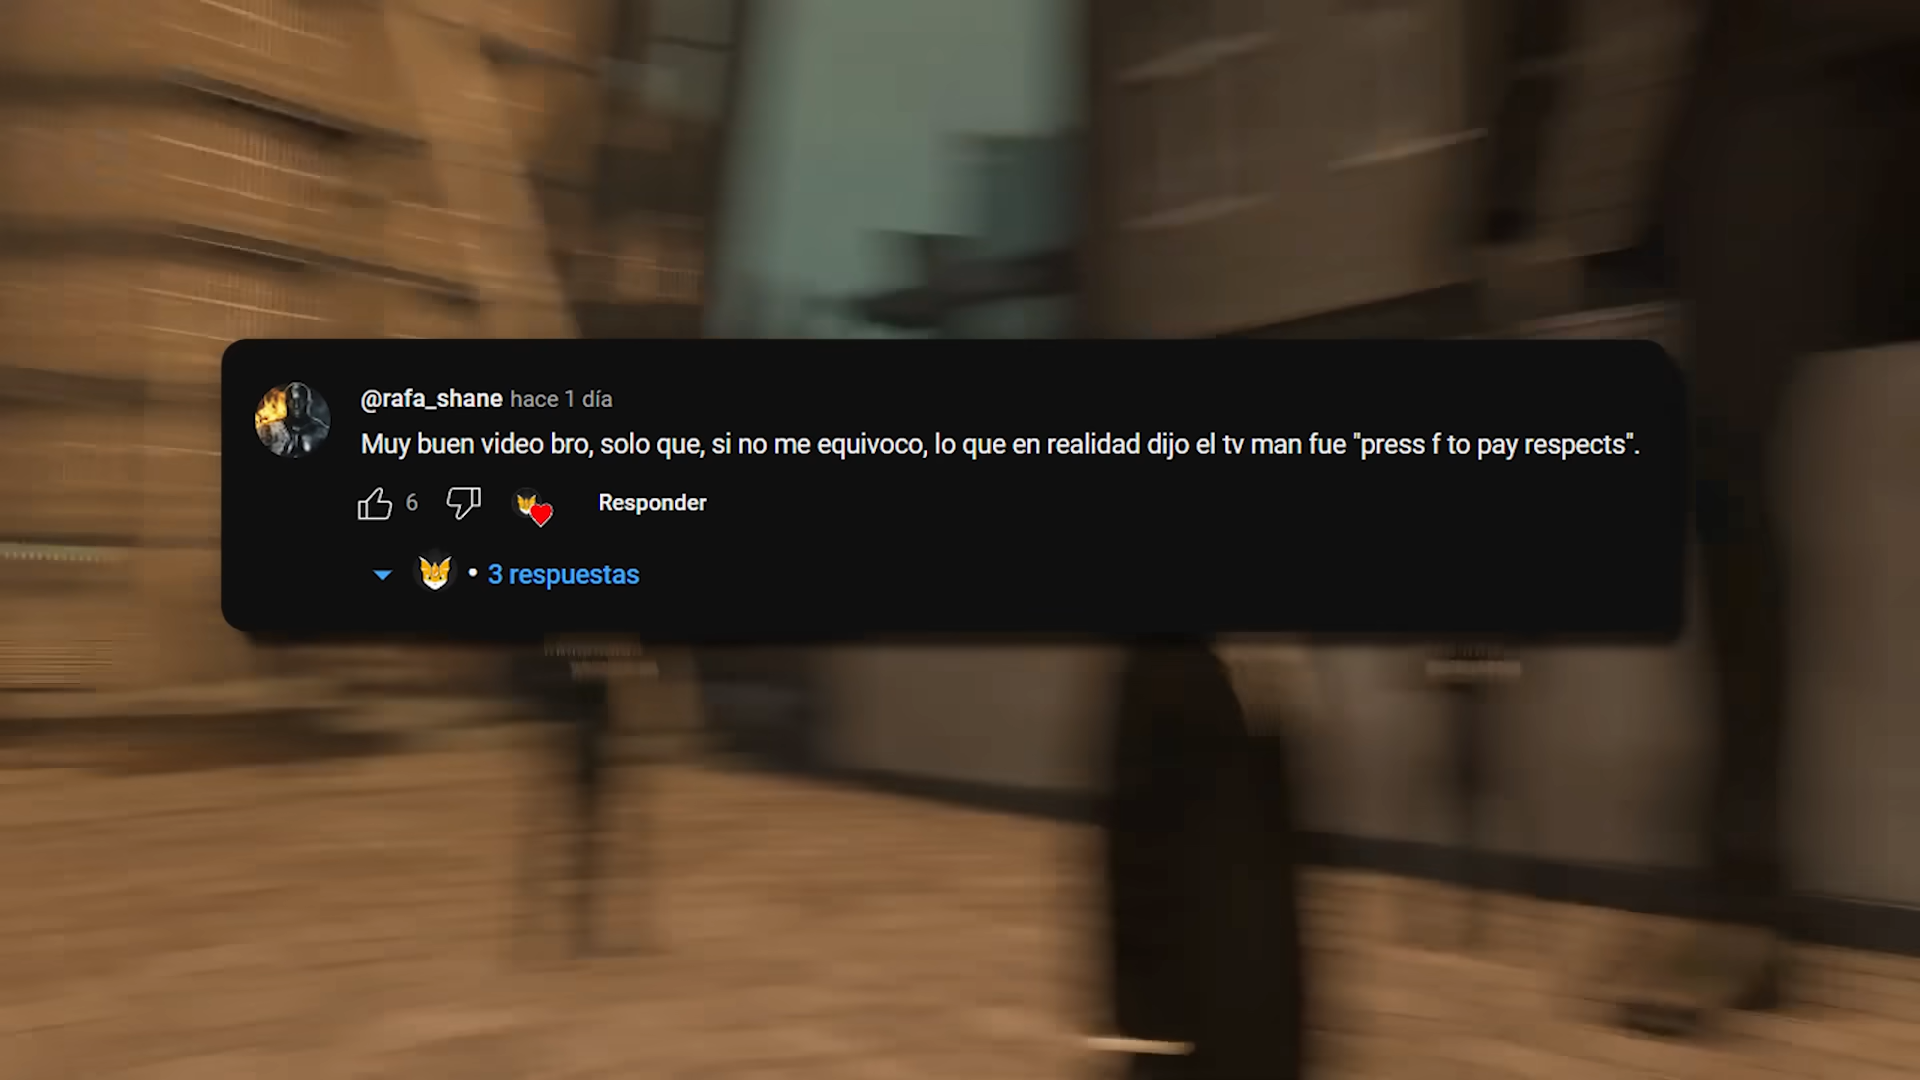 @rafa_shane hace 1 día
Muy buen video bro, solo que, si no me equivoco, lo que en realidad dijo el tv man fue "press f to pay respects".
6 Responder
• 3 respuestas